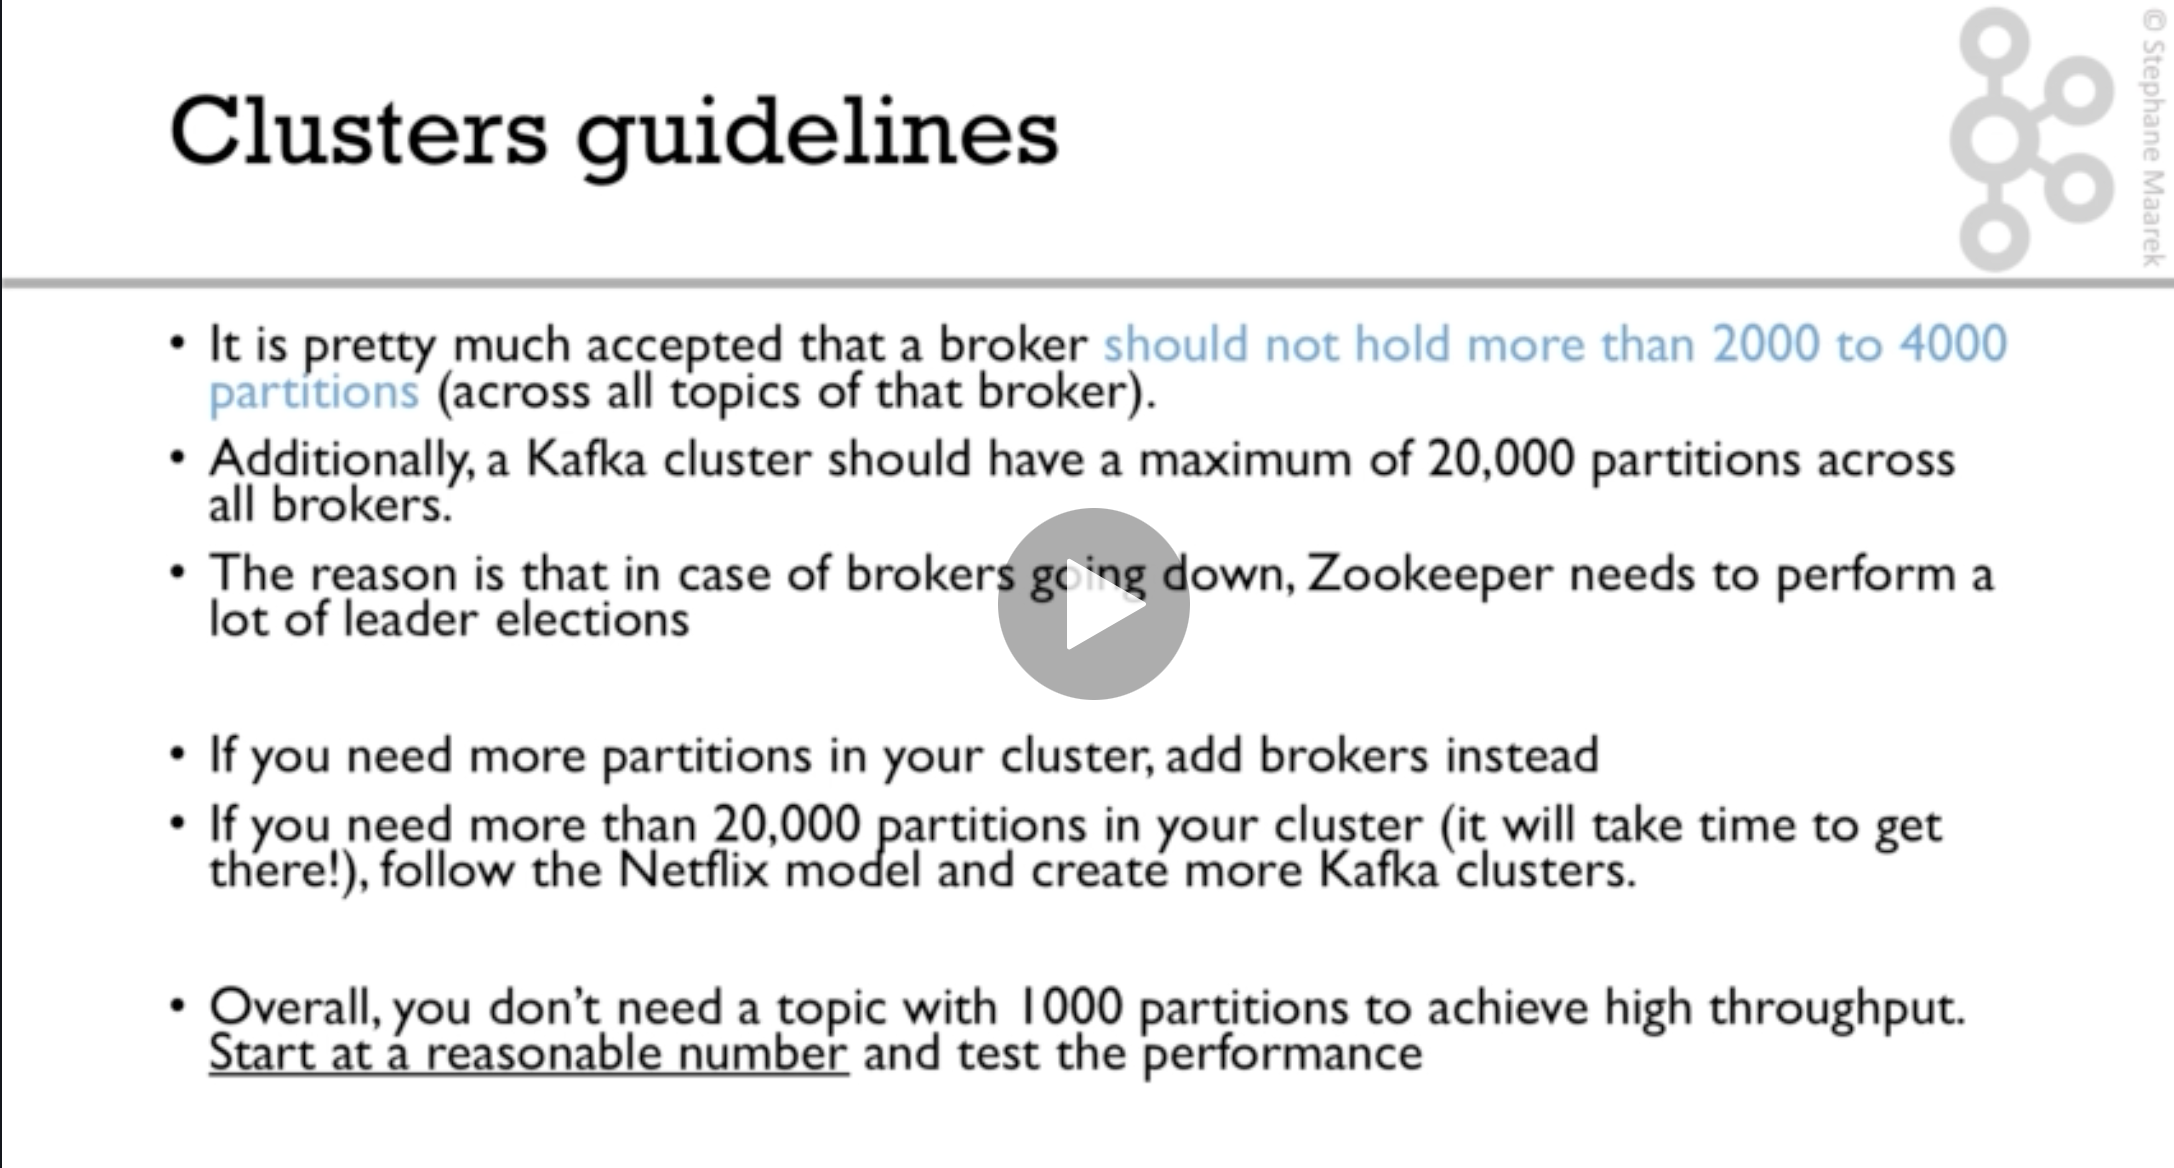 Clusters guidelines
© Stephane Maarek
• It is pretty much accepted that a broker should not hold more than 2000 to 4000
partitions (across all topics of that broker).
• Additionally, a Kafka cluster should have a maximum of 20,000 partitions across
all brokers.
• The reason is that in case of brokers going down, Zookeeper needs to perform a
lot of leader elections
• If you need more partitions in your cluster, add brokers instead
• If you need more than 20,000 partitions in your cluster (it will take time to get
there!), follow the Netflix model and create more Kafka clusters.
• Overall, you don't need a topic with 1000 partitions to achieve high throughput.
Start at a reasonable number and test the performance